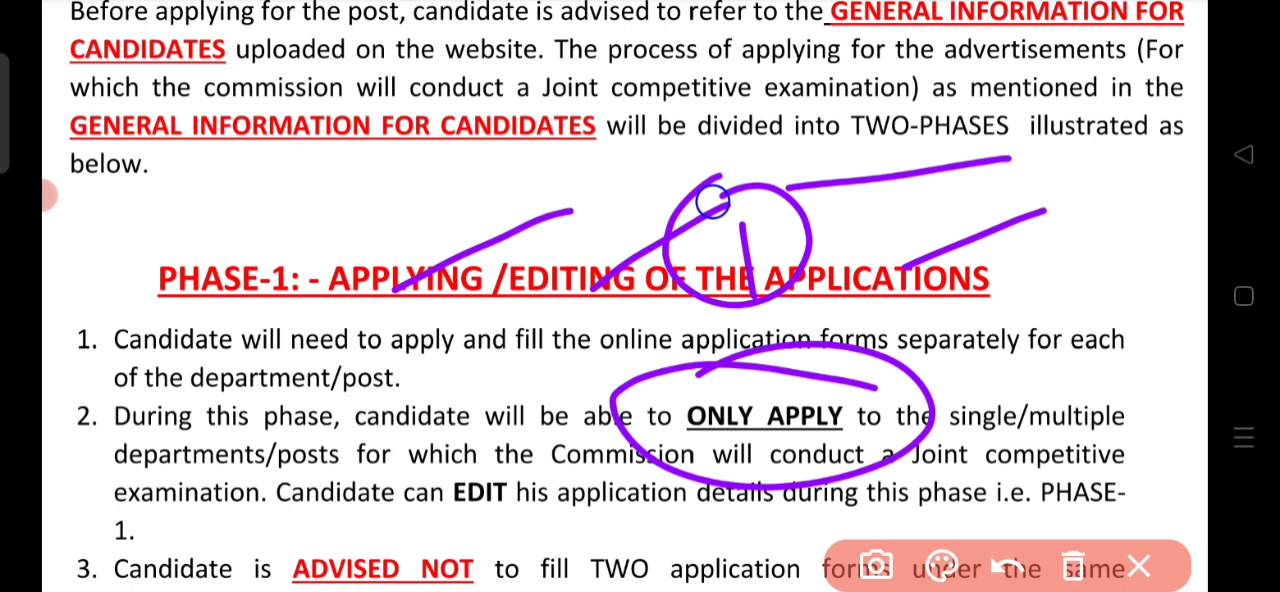 Before applying for the post, candidate is advised to refer to the GENERAL INFORMATION FOR
CANDIDATES uploaded on the website. The process of applying for the advertisements (For
which the commission will conduct a Joint competitive examination) as mentioned in the
GENERAL INFORMATION FOR CANDIDATES will be divided into TWO-PHASES illustrated as
below.
PHASE-1: - APPLYING /EDITING OF THE APPLICATIONS
1. Candidate will need to apply and fill the online application forms separately for each
of the department/post.
2. During this phase, candidate will be able to ONLY APPLY to the single/multiple
departments/posts for which the Commission will conduct a Joint competitive
examination. Candidate can EDIT his application details during this phase i.e. PHASE-
1.
3. Candidate is ADVISED NOT to fill TWO application forms under the same